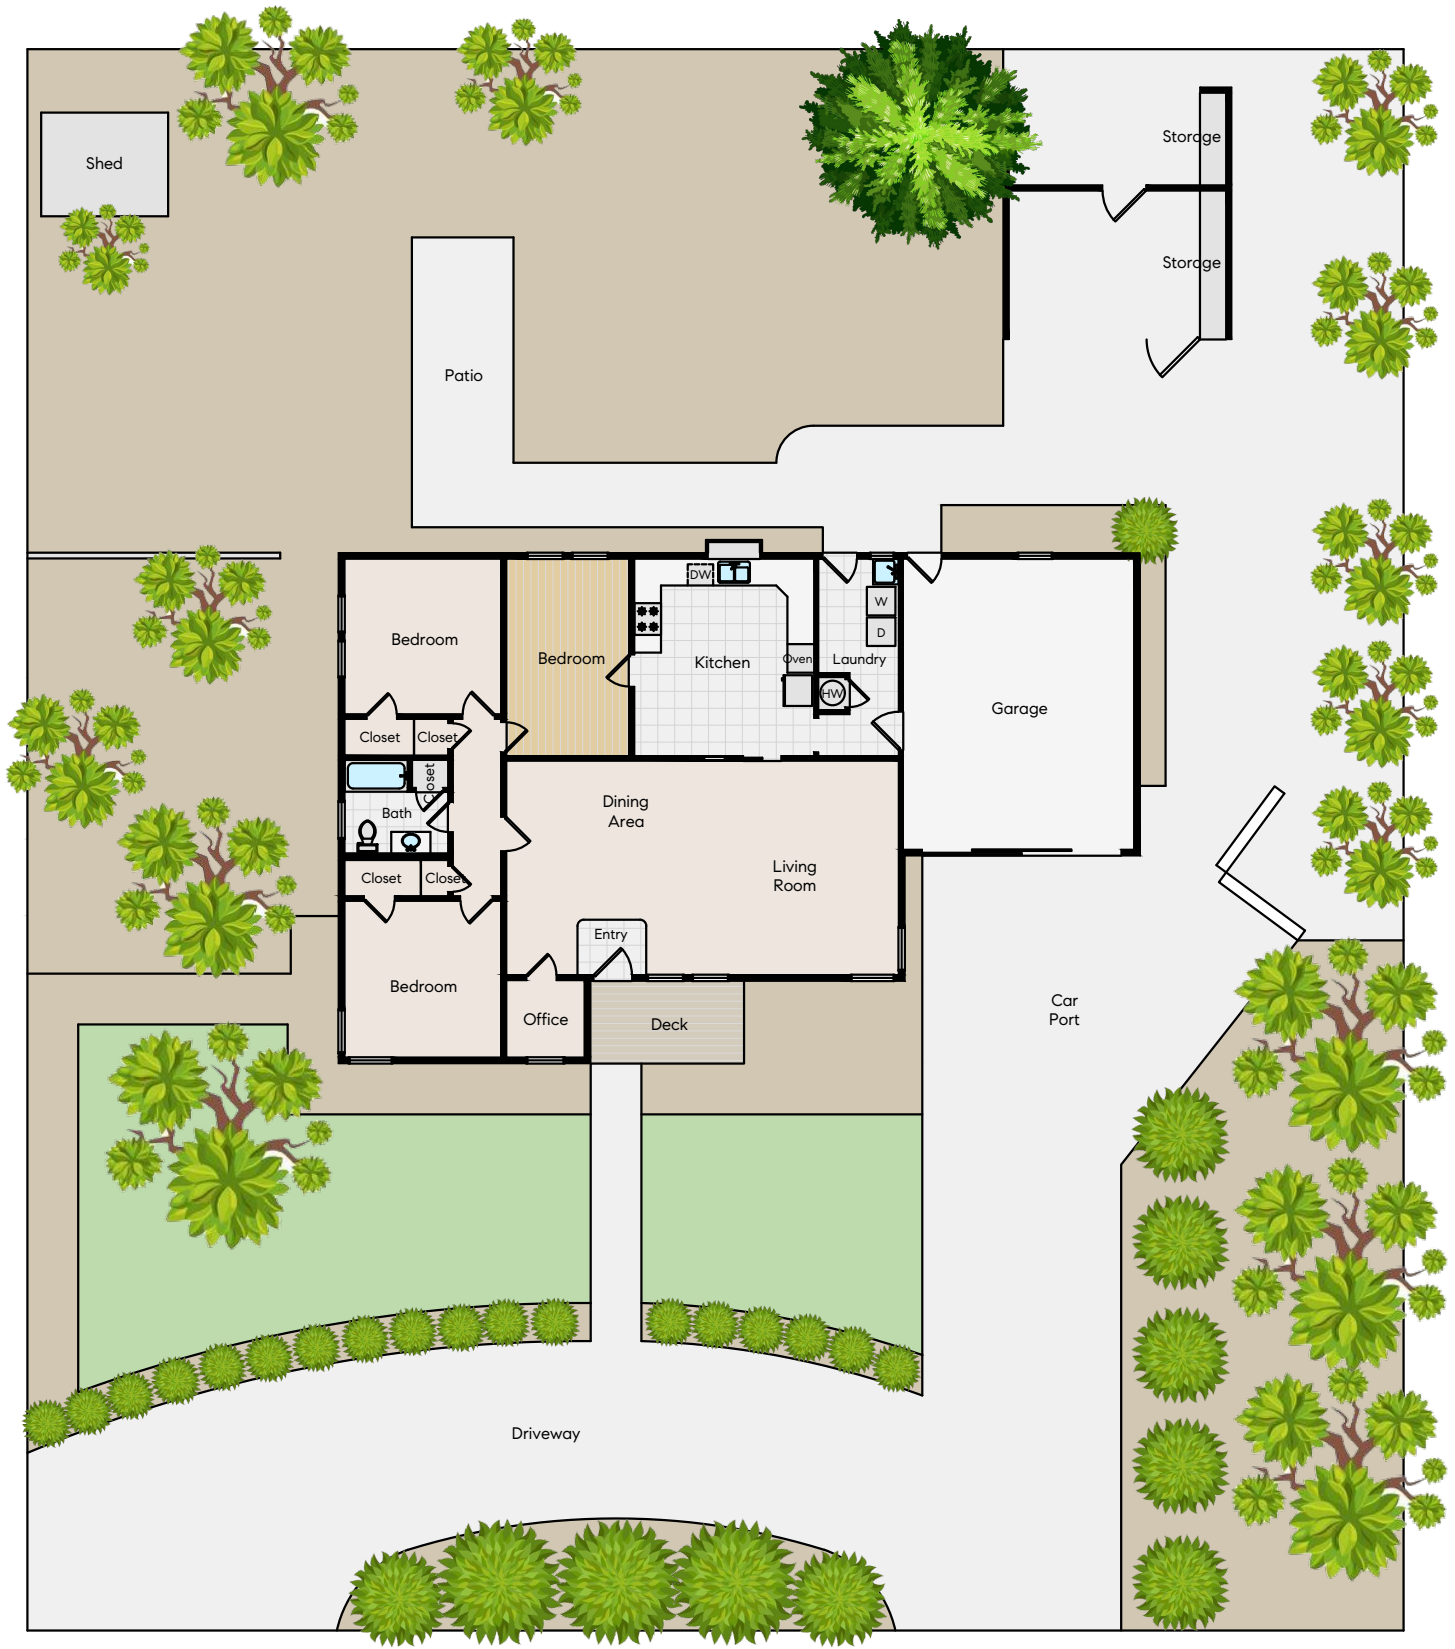 Storage
Shed
Storage
Patio
DW
W
D
Bedroom
Bedroom
Kitchen
Oven
Laundry
HW
Garage
Closet
Closet
Closet
Bath
Dining
Area
Living
Room
Closet
Closet
Entry
Bedroom
Office
Deck
Car
Port
Driveway